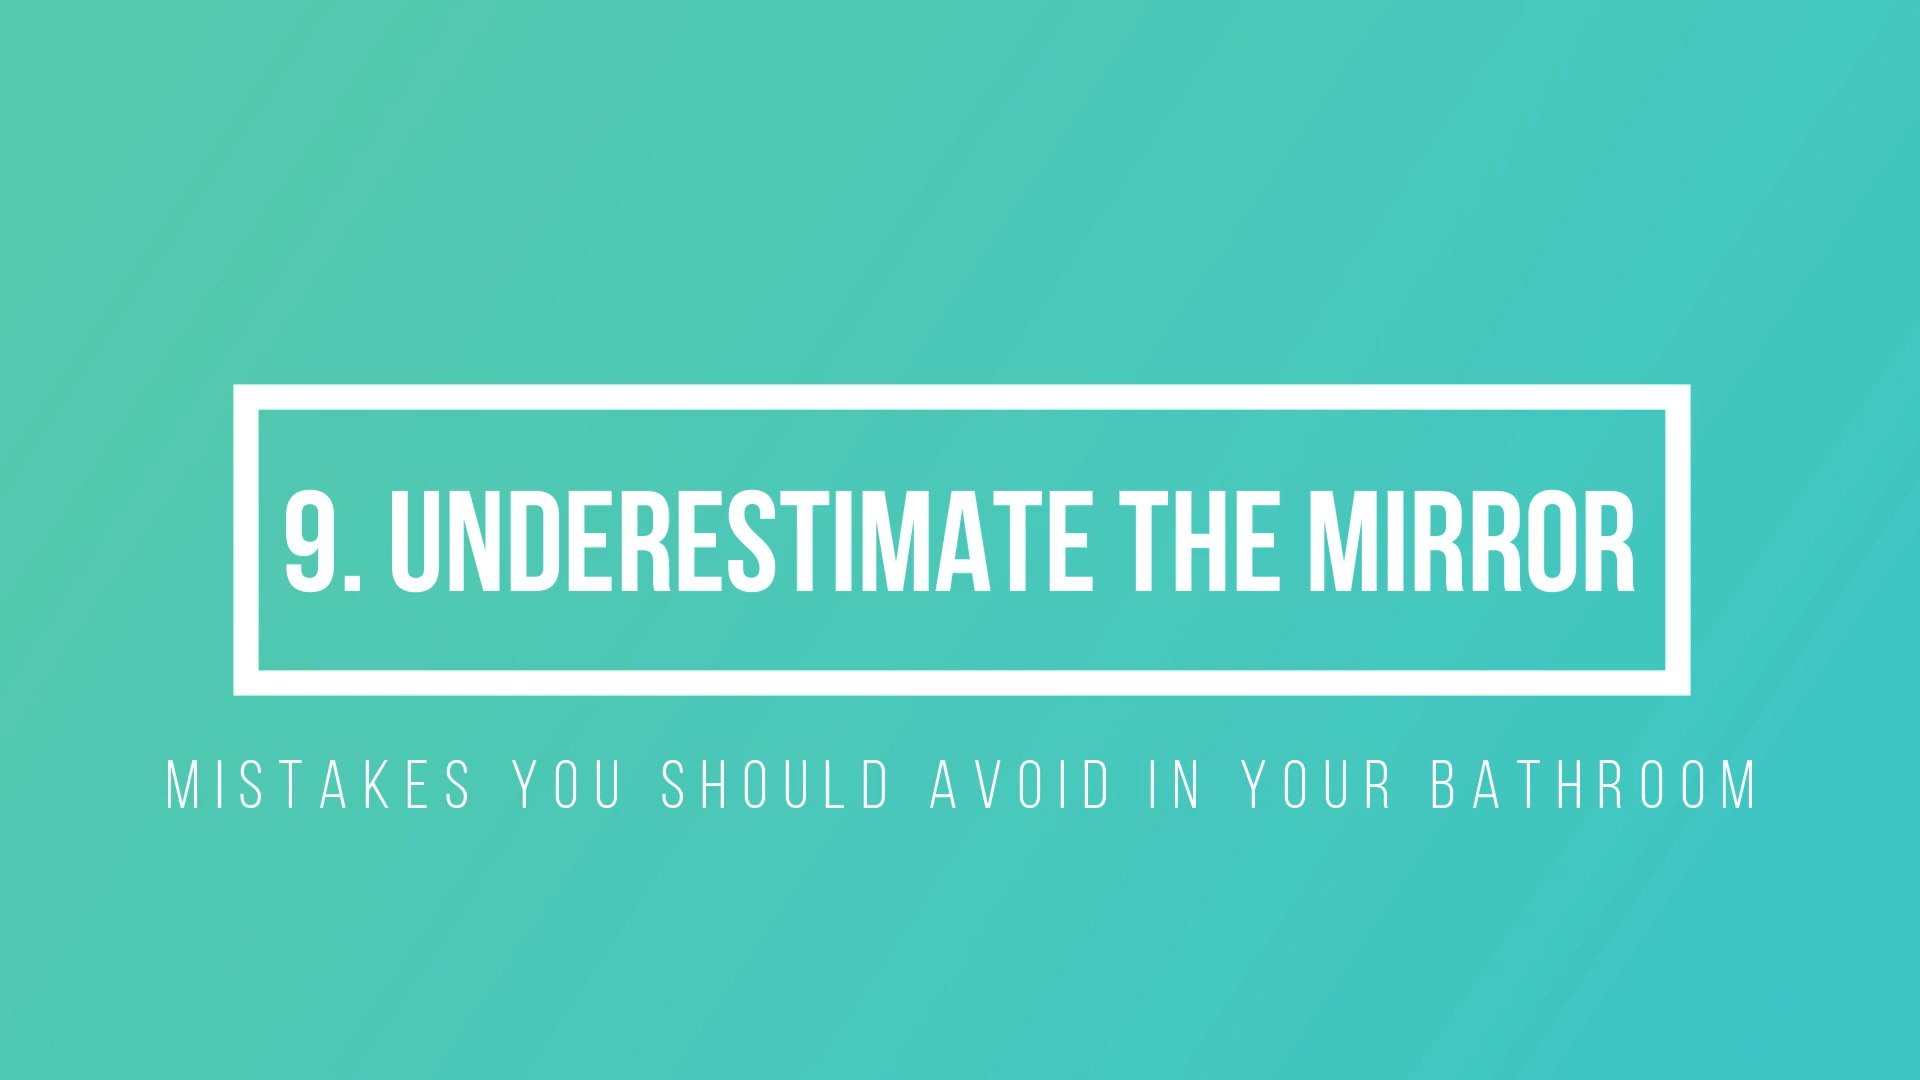 9. UNDERESTIMATE THE MIRROR
MISTAKES YOU SHOULD AVOID IN YOUR BATHROOM